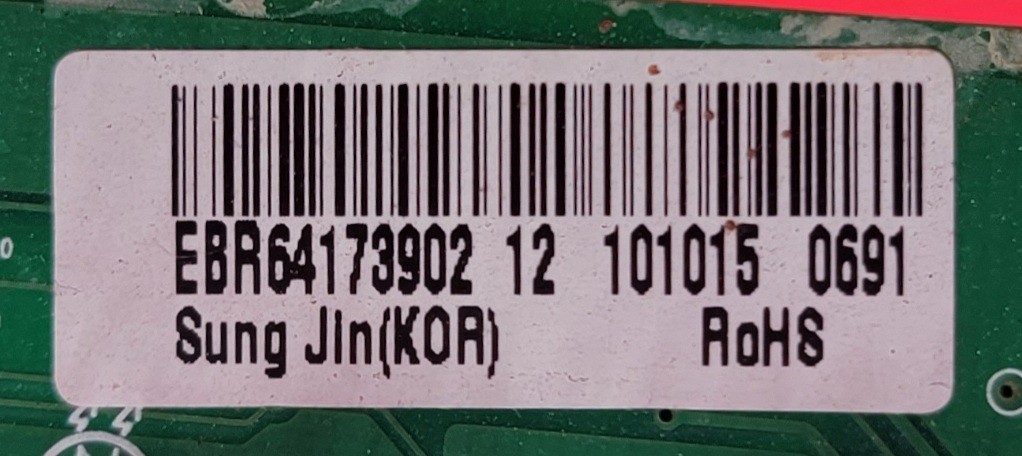 EBR64173902 12 101015 0691
Sung Jin(KOR) RoHS